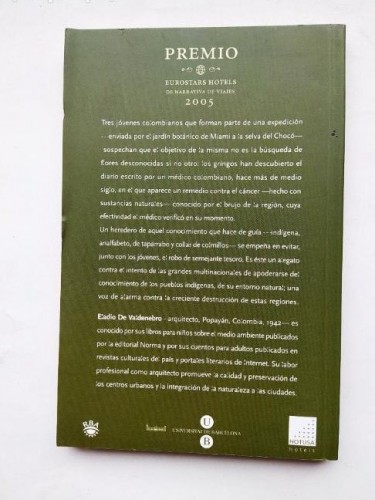 PREMIO
EUROSTARS HOTELS
DE NARRATIVA DE VIAJES
2005
Tres jóvenes colombianos que forman parte de una expedición
—enviada por el jardín botánico de Miami a la selva del Chocó—
sospechan que el objetivo de la misma no es la búsqueda de
flores desconocidas si no otro: los gringos han descubierto el
diario escrito por un médico colombiano, hace más de medio
siglo, en el que aparece un remedio contra el cáncer —hecho con
sustancias naturales— conocido por el brujo de la región, cuya
efectividad el médico verificó en su momento.
Un heredero de aquel conocimiento que hace de guía —indígena,
analfabeto, de taparrabo y collar de colmillos— se empeña en evitar,
junto con los jóvenes, el robo de semejante tesoro. Es éste un alegato
contra el intento de las grandes multinacionales de apoderarse del
conocimiento de los pueblos indígenas, de su entorno natural; una
voz de alarma contra la creciente destrucción de estas regiones.
Eladio De Valdenebro - arquitecto, Popayán, Colombia, 1942— es
conocido por sus libros para niños sobre el medio ambiente publicados
por la editorial Norma y por sus cuentos para adultos publicados en
revistas culturales del país y portales literarios de Internet. Su labor
profesional como arquitecto promueve la calidad y preservación de
los centros urbanos y la integración de la naturaleza a las ciudades.
RBA
UNIVERSITAT DE BARCELONA
U
B
HOTUSA
hotels